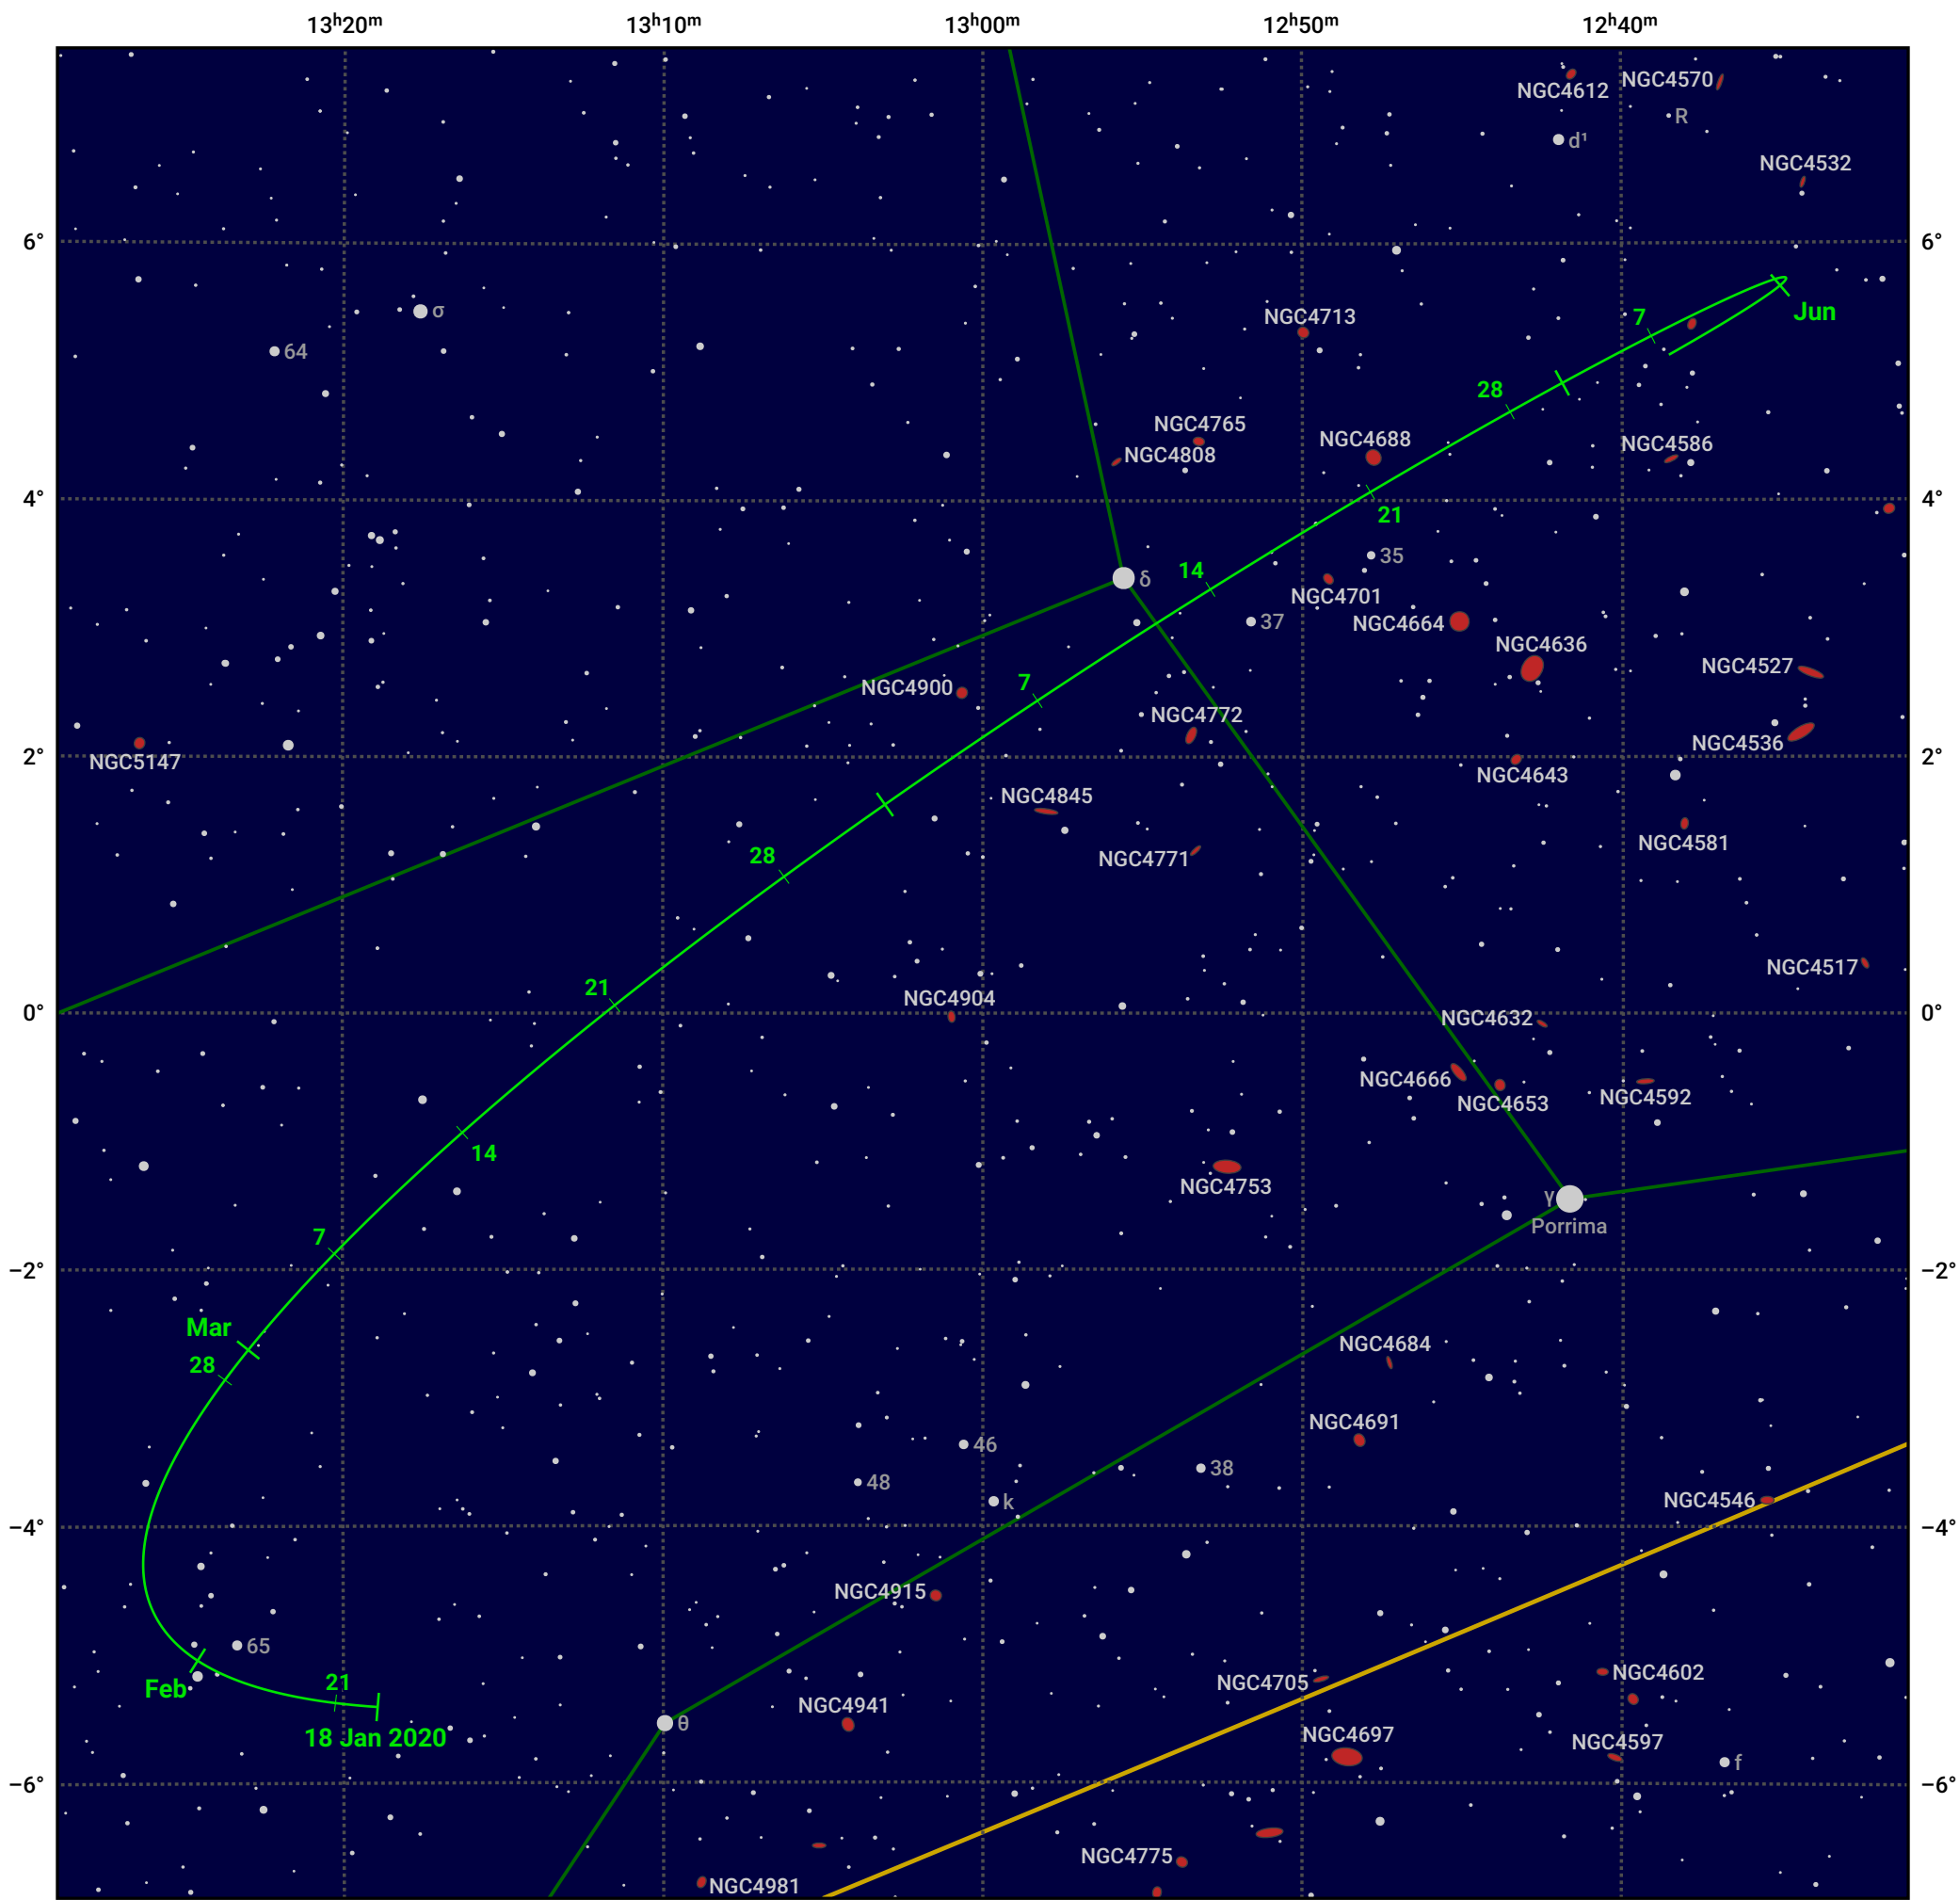 13ʰ20ᵐ 13ʰ10ᵐ 13ʰ00ᵐ 12ʰ50ᵐ 12ʰ40ᵐ
NGC4612 NGC4570
R
d¹
NGC4532
6° 6°
σ
Jun
NGC4713 7
64
28
NGC4765 NGC4688 NGC4586
NGC4808
4° 4°
21
35
14
δ
NGC4701
37 NGC4664
NGC4636
NGC4527
NGC4900 7
NGC4772
NGC4536
2° 2°
NGC5147
NGC4643
NGC4845
NGC4581
28 NGC4771
NGC4517
21
NGC4904
0° 0°
NGC4632
NGC4666
NGC4592
NGC4653
14
NGC4753
γ
Porrima
7
−2° −2°
Mar
NGC4684
28
NGC4691
46
38
48
k NGC4546
−4° −4°
NGC4915
65
NGC4602
21
NGC4705
Feb
NGC4941
θ
18 Jan 2020
NGC4697
NGC4597
f
−6° −6°
NGC4775
NGC4981